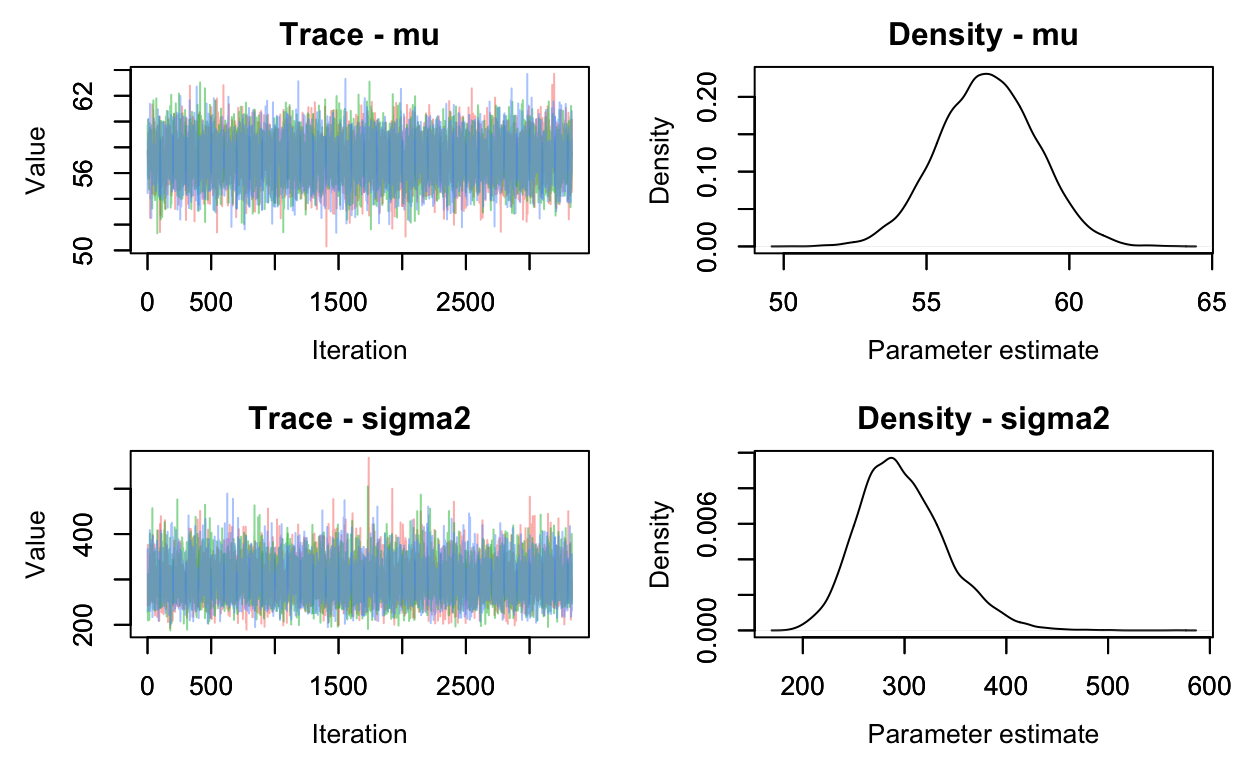 Trace - mu
Value
62
56
50
0 500 1500 2500
Iteration
Density - mu
Density
0.20
0.10
0.00
50 55 60 65
Parameter estimate
Trace - sigma2
Value
400
200
0 500 1500 2500
Iteration
Density - sigma2
Density
0.006
0.000
200 300 400 500 600
Parameter estimate